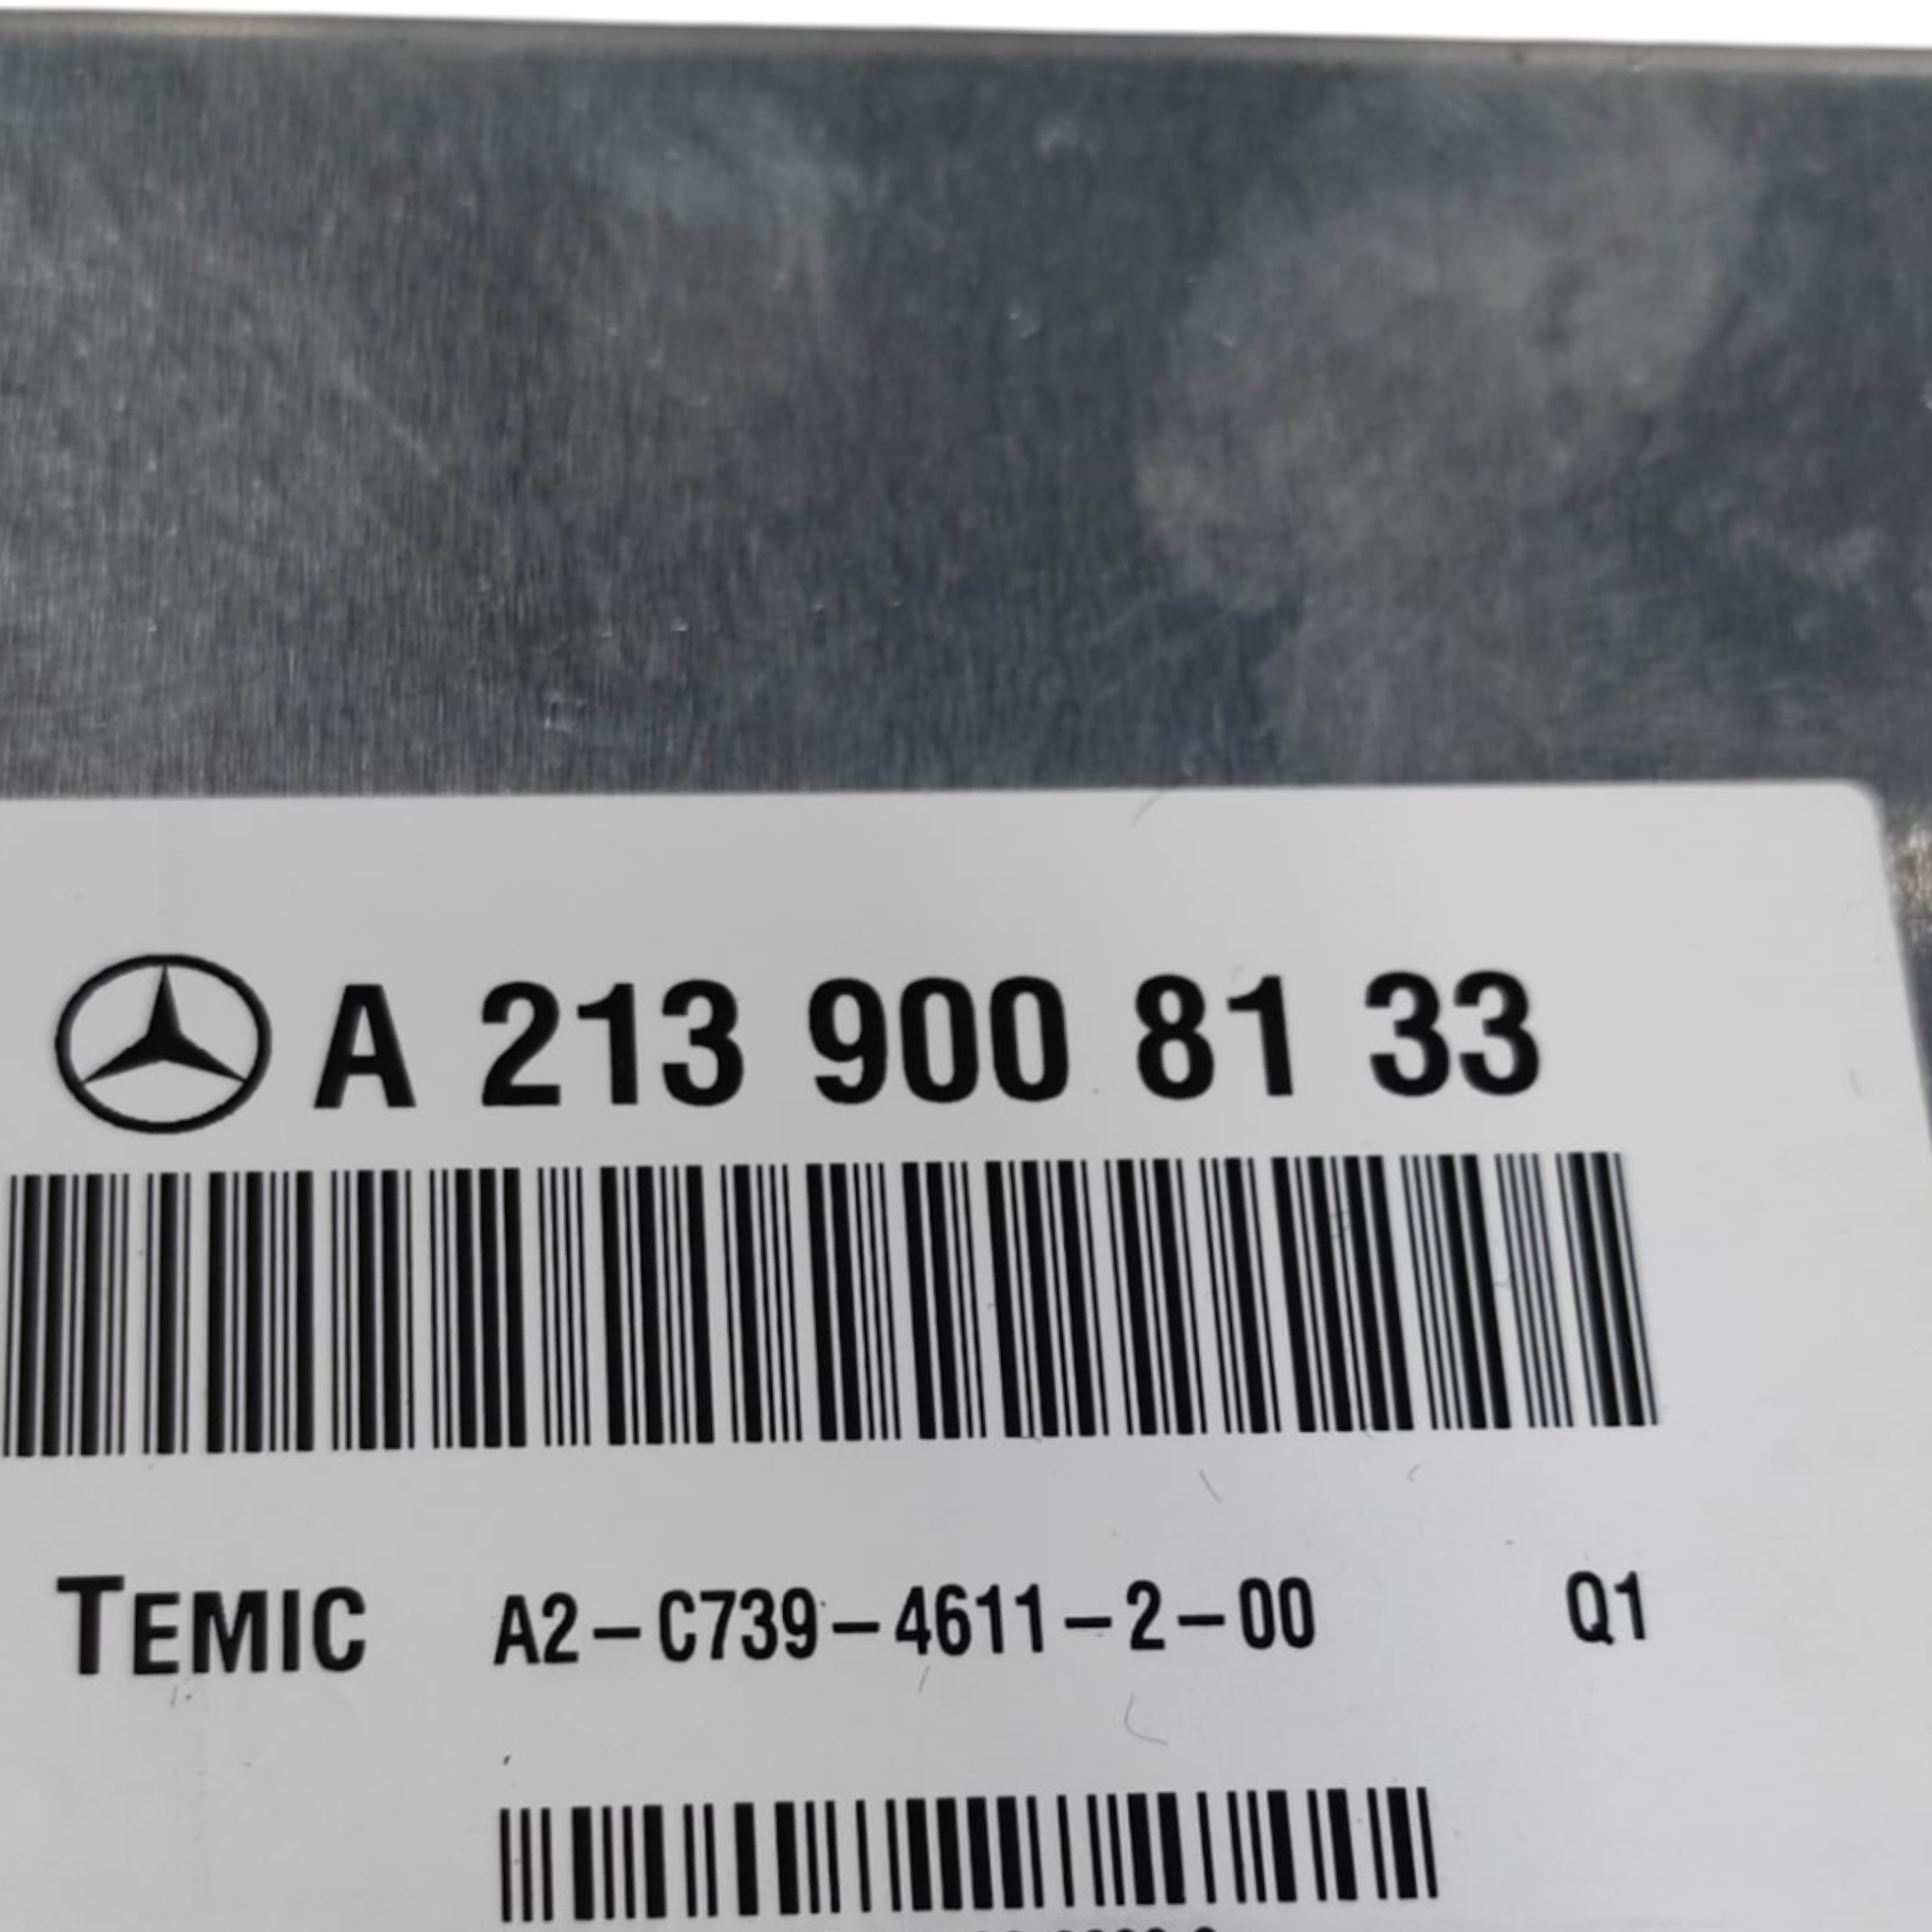 A 213 900 81 33
TEMIC A2-C739-4611-2-00 Q1